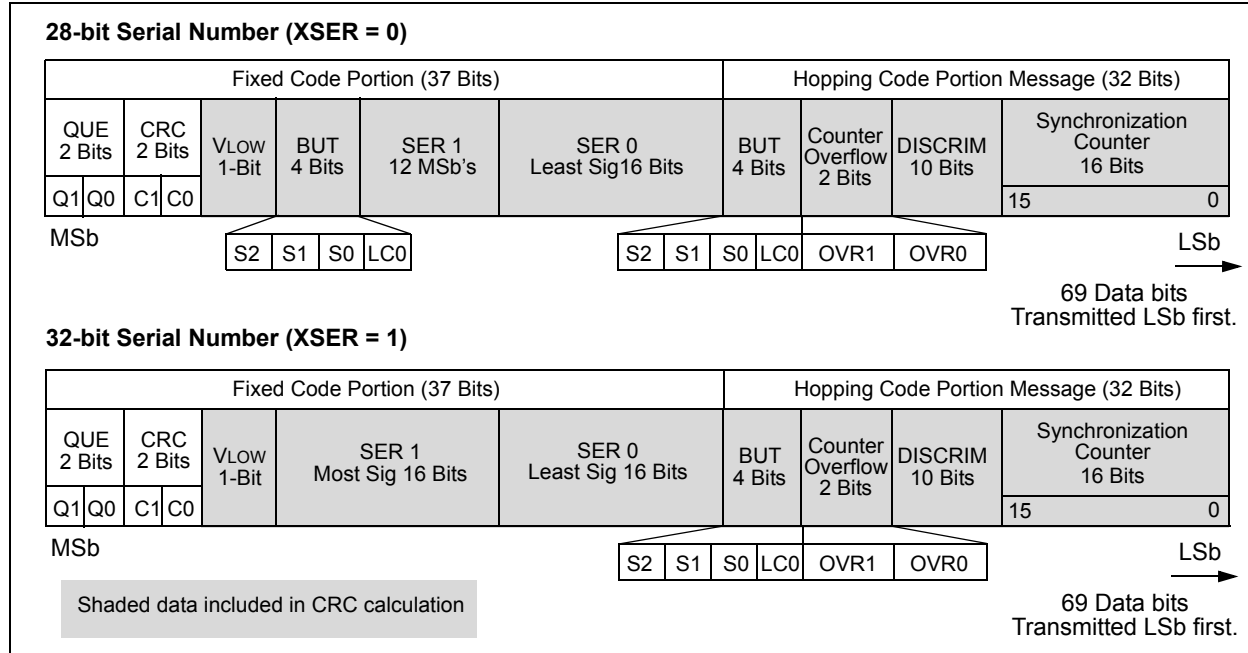 28-bit Serial Number (XSER = 0)
Fixed Code Portion (37 Bits)
Hopping Code Portion Message (32 Bits)
QUE
2 Bits
CRC
2 Bits
VLOW
1-Bit
BUT
4 Bits
SER 1
12 MSb's
SER 0
Least Sig16 Bits
BUT
4 Bits
Counter
Overflow
2 Bits
DISCRIM
10 Bits
Synchronization
Counter
16 Bits
Q1 Q0 C1 C0
15 0
MSb
S2 S1 S0 LC0
S2 S1 S0 LC0 OVR1 OVR0
LSb
69 Data bits
Transmitted LSb first.
32-bit Serial Number (XSER = 1)
Fixed Code Portion (37 Bits)
Hopping Code Portion Message (32 Bits)
QUE
2 Bits
CRC
2 Bits
VLOW
1-Bit
SER 1
Most Sig 16 Bits
SER 0
Least Sig 16 Bits
BUT
4 Bits
Counter
Overflow
2 Bits
DISCRIM
10 Bits
Synchronization
Counter
16 Bits
Q1 Q0 C1 C0
15 0
MSb
S2 S1 S0 LC0 OVR1 OVR0
LSb
Shaded data included in CRC calculation
69 Data bits
Transmitted LSb first.